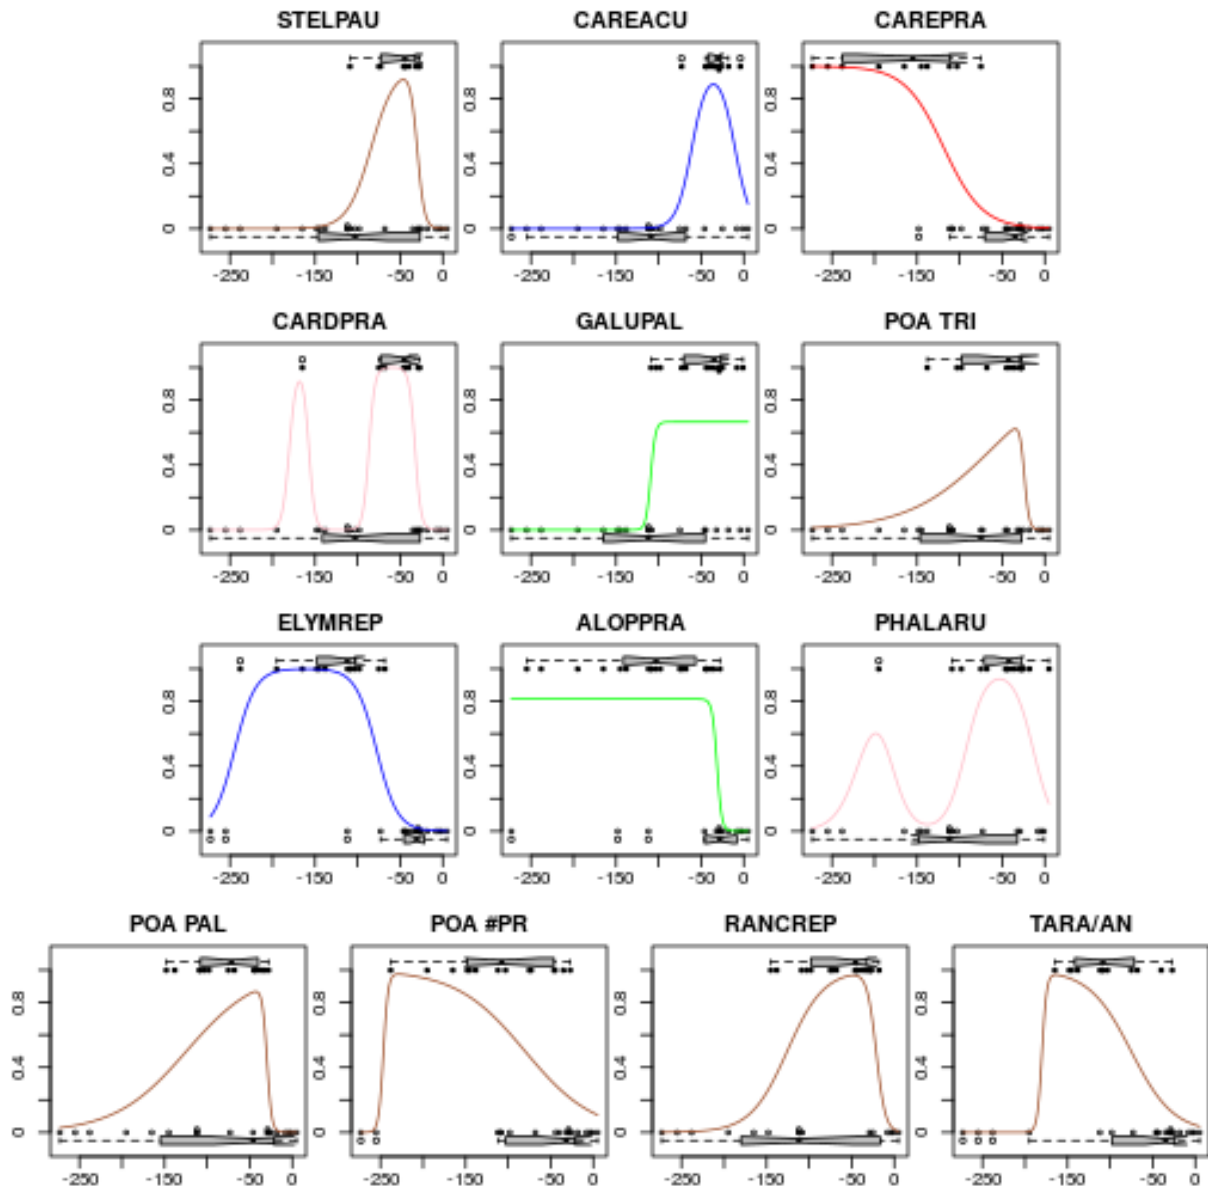 STELPAU CAREACU CAREPRA
0.8 0.8 0.8
0.4 0.4 0.4
0 0 0
-250 -150 -50 0 -250 -150 -50 0 -250 -150 -50 0
CARDPRA GALUPAL POA TRI
0.8 0.8 0.8
0.4 0.4 0.4
0 0 0
-250 -150 -50 0 -250 -150 -50 0 -250 -150 -50 0
ELYMREP ALOPPRA PHALARU
0.8 0.8 0.8
0.4 0.4 0.4
0 0 0
-250 -150 -50 0 -250 -150 -50 0 -250 -150 -50 0
POA PAL POA #PR RANCREP TARA/AN
0.8 0.8 0.8 0.8
0.4 0.4 0.4 0.4
0 0 0 0
-250 -150 -50 0 -250 -150 -50 0 -250 -150 -50 0 -250 -150 -50 0